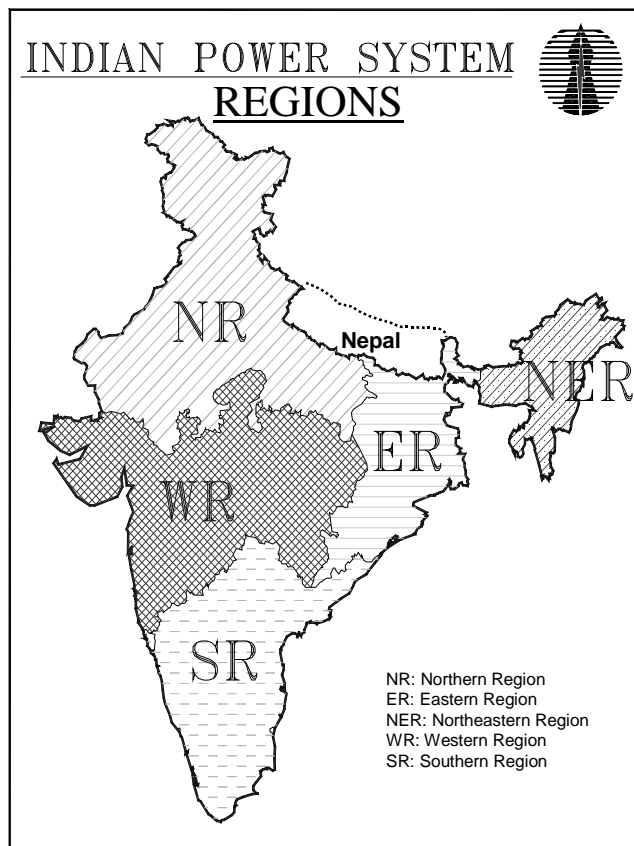 INDIAN POWER SYSTEM
REGIONS
NR
Nepal
NER
ER
WR
SR
NR: Northern Region
ER: Eastern Region
NER: Northeastern Region
WR: Western Region
SR: Southern Region